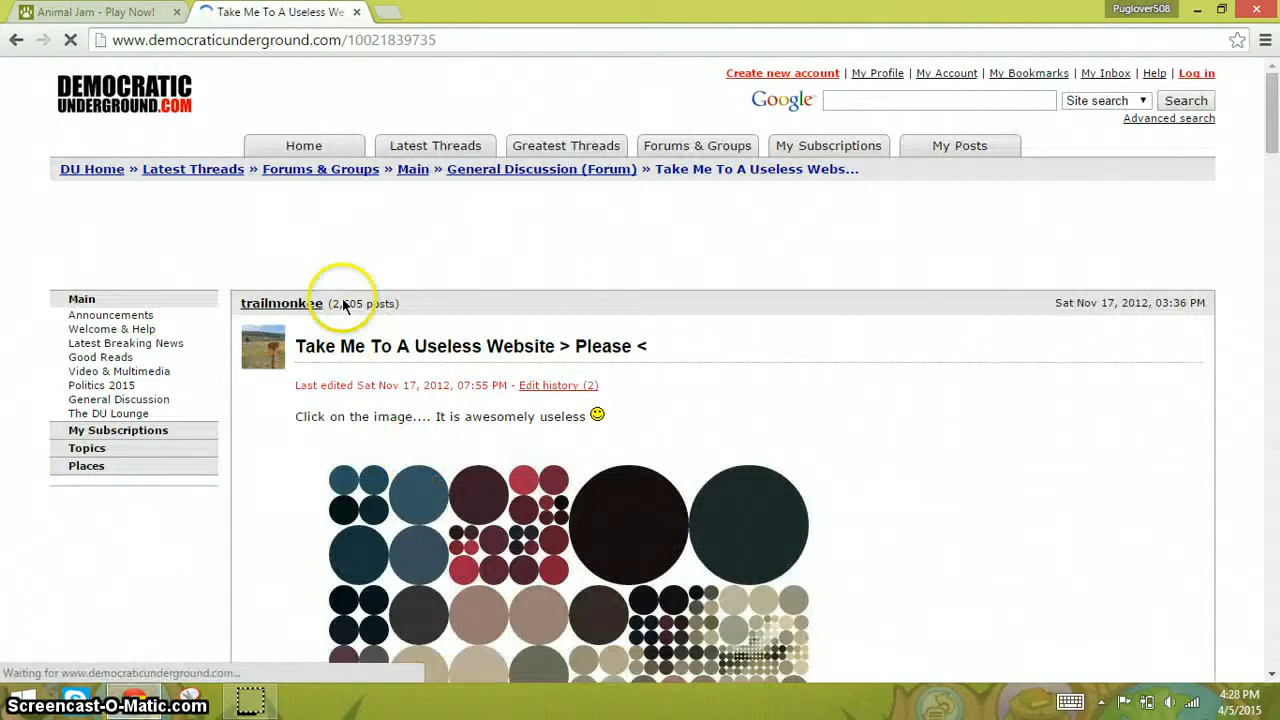 Animal Jam - Play Now!
Take Me To A Useless We
Puglover508
www.democraticunderground.com/10021839735
DEMOCRATIC
UNDERGROUND.COM
Create new account | My Profile | My Account | My Bookmarks | My Inbox | Help | Log in
Google
Site search
Search
Advanced search
Home
Latest Threads
Greatest Threads
Forums & Groups
My Subscriptions
My Posts
DU Home » Latest Threads » Forums & Groups » Main » General Discussion (Forum) » Take Me To A Useless Webs...
Main
Announcements
Welcome & Help
Latest Breaking News
Good Reads
Video & Multimedia
Politics 2015
General Discussion
The DU Lounge
My Subscriptions
Topics
Places
trailmonkee
posts)
Sat Nov 17, 2012, 03:36 PM
Take Me To A Useless Website > Please <
Last edited Sat Nov 17, 2012, 07:55 PM - Edit history (2)
Click on the image.... It is awesomely useless
Waiting for www.democraticunderground.com...
Screencast-O-Matic.com
4:28 PM
4/5/2015